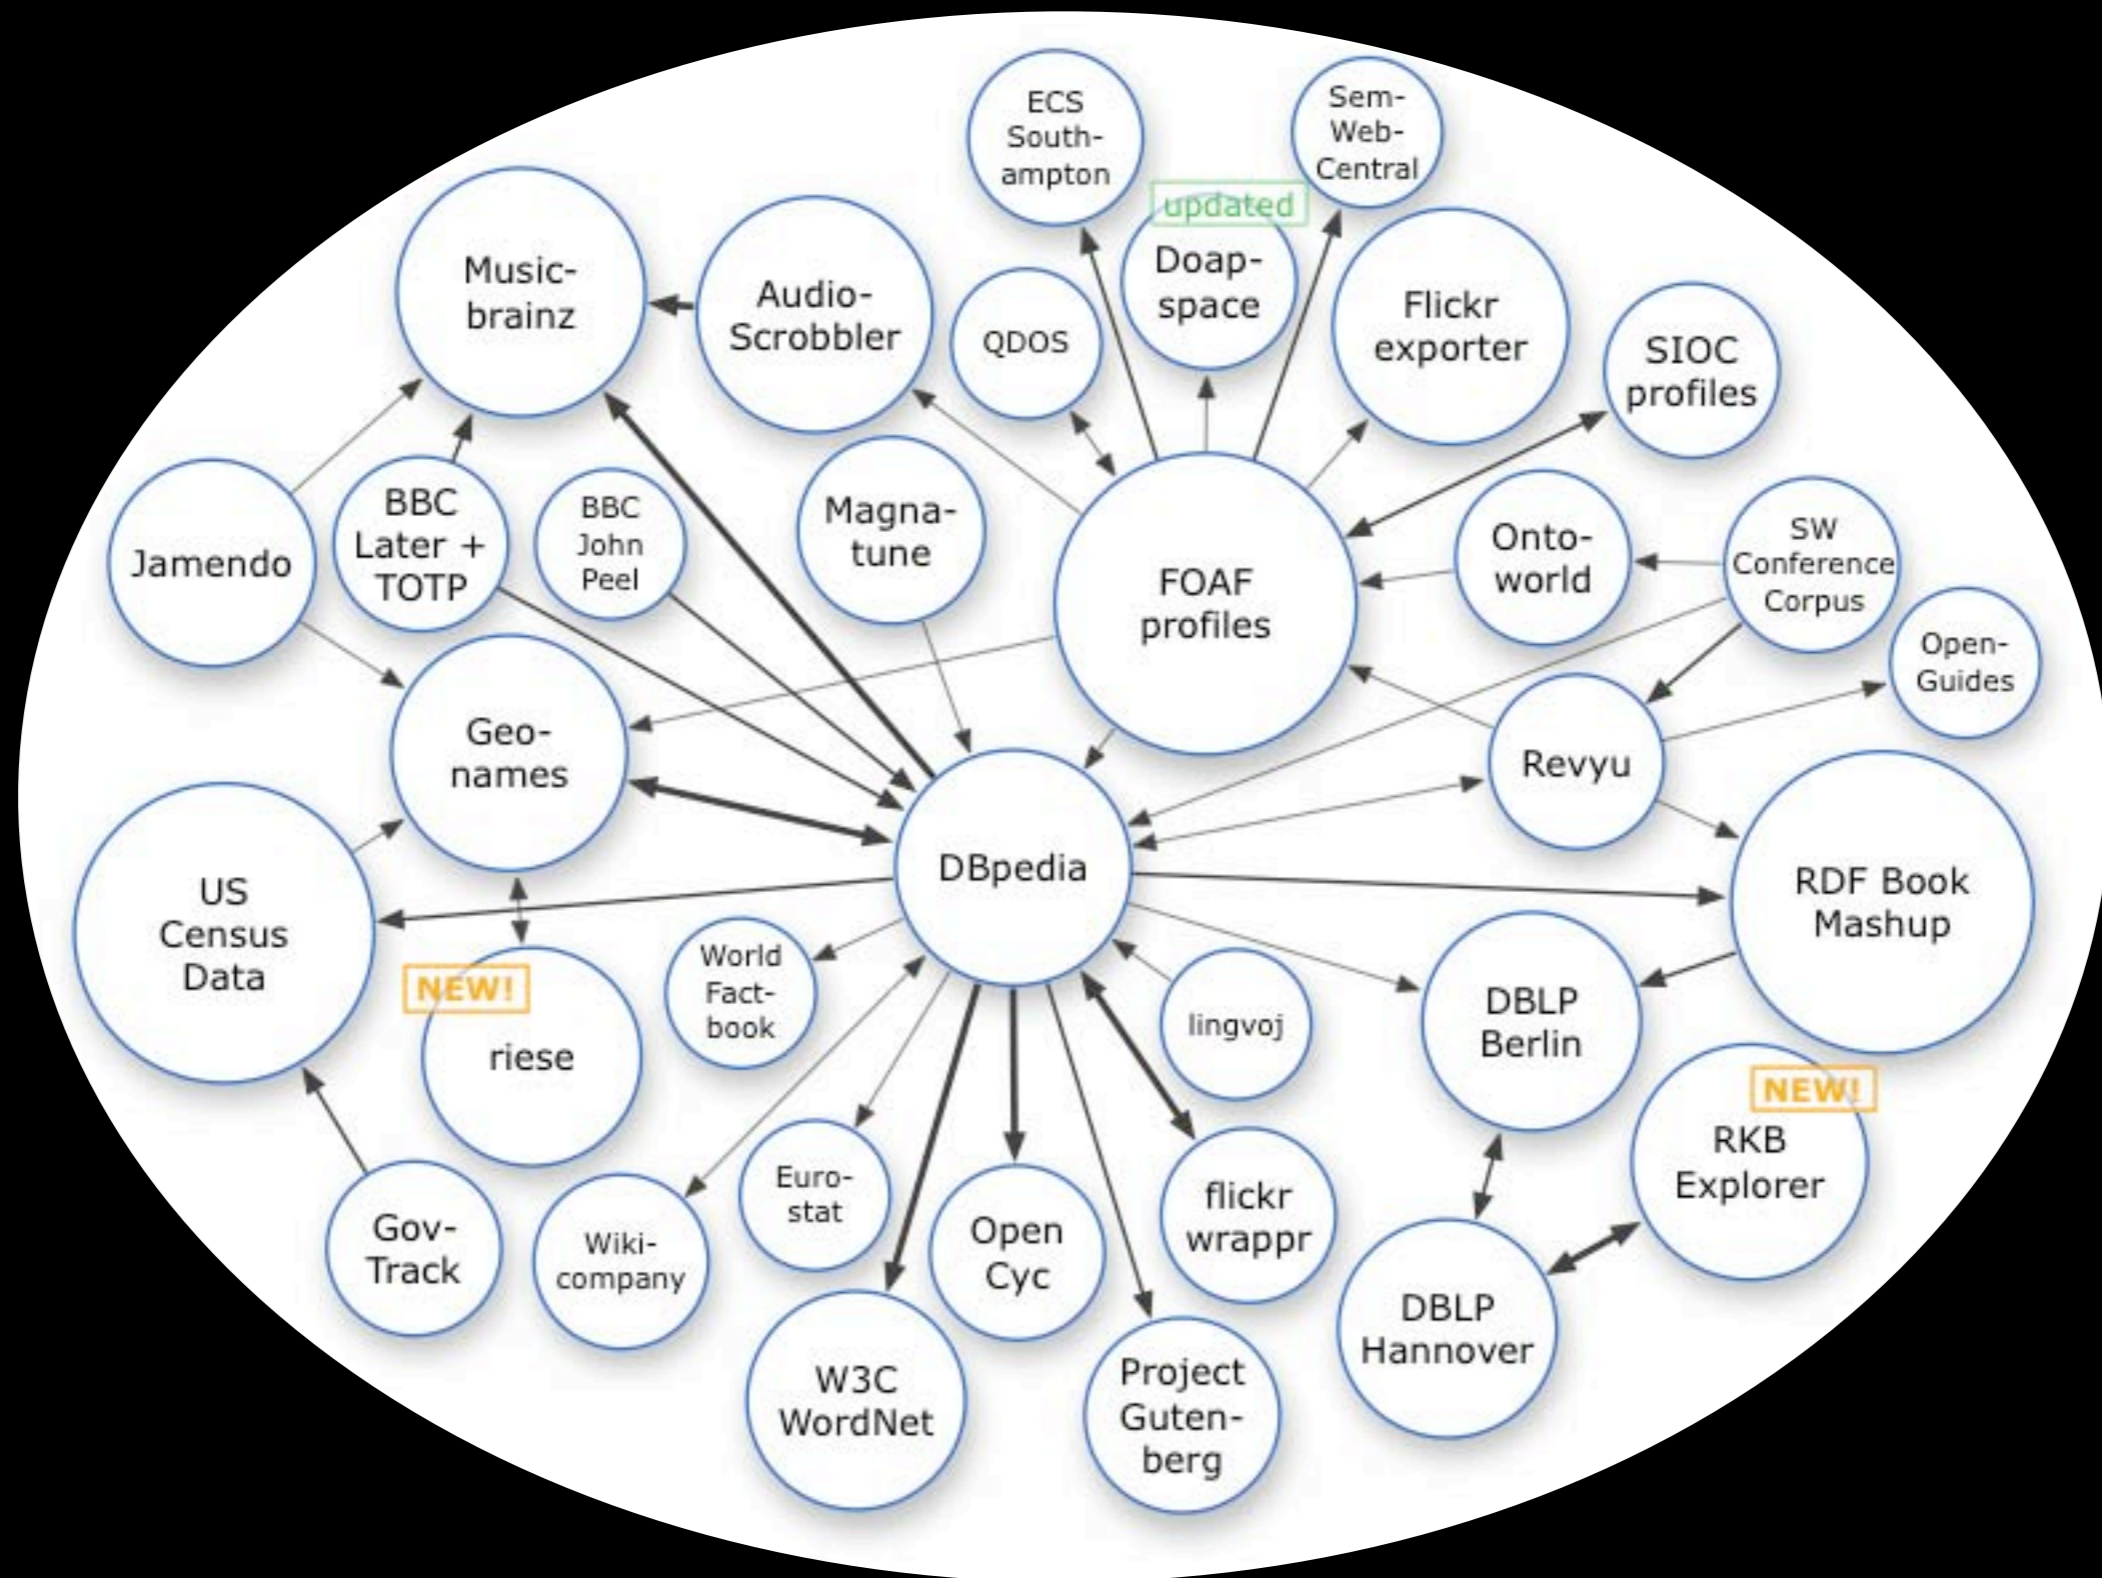 ECS
South-
ampton
Sem-
Web-
Central
updated
Doap-
space
Music-
brainz
Audio-
Scrobbler
QDOS
Flickr
exporter
SIOC
profiles
Jamendo
BBC
Later +
TOTP
BBC
John
Peel
Magna-
tune
FOAF
profiles
Onto-
world
SW
Conference
Corpus
Open-
Guides
Geo-
names
Revyu
US
Census
Data
DBpedia
RDF Book
Mashup
NEW!
riese
World
Fact-
book
lingvoj
DBLP
Berlin
NEW!
RKB
Explorer
Gov-
Track
Wiki-
company
Euro-
stat
Open
Cyc
flickr
wrappr
DBLP
Hannover
W3C
WordNet
Project
Guten-
berg